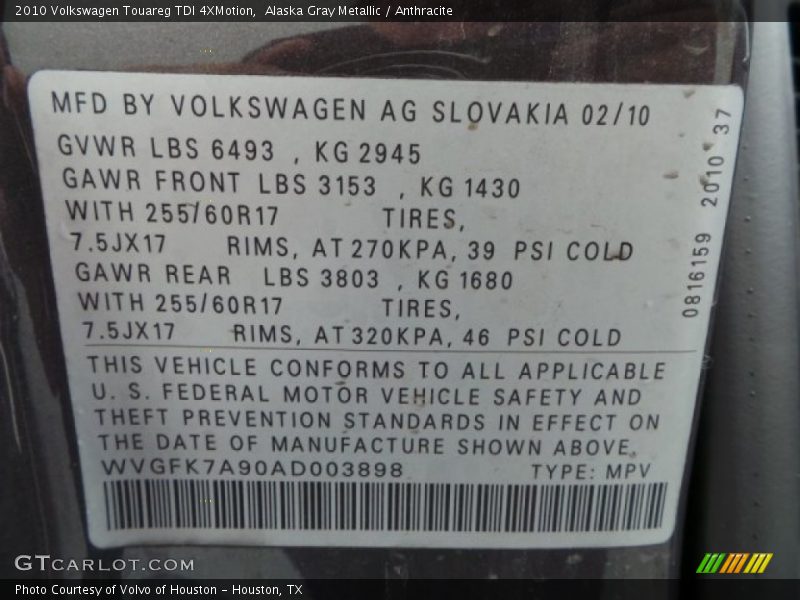 2010 Volkswagen Touareg TDI 4XMotion,  Alaska Gray Metallic / Anthracite
MFD BY VOLKSWAGEN AG SLOVAKIA 02/10
GVWR LBS 6493 , KG 2945
GAWR FRONT LBS 3153 , KG 1430
WITH 255/60R17 TIRES,
7.5JX17 RIMS, AT 270KPA, 39 PSI COLD
GAWR REAR LBS 3803 , KG 1680
WITH 255/60R17 TIRES,
7.5JX17 RIMS, AT 320KPA, 46 PSI COLD
THIS VEHICLE CONFORMS TO ALL APPLICABLE
U. S. FEDERAL MOTOR VEHICLE SAFETY AND
THEFT PREVENTION STANDARDS IN EFFECT ON
THE DATE OF MANUFACTURE SHOWN ABOVE.
WVGFK7A90AD003898 TYPE: MPV
0816159 2010 37
GTCARLOT.COM
Photo Courtesy of Volvo of Houston - Houston, TX